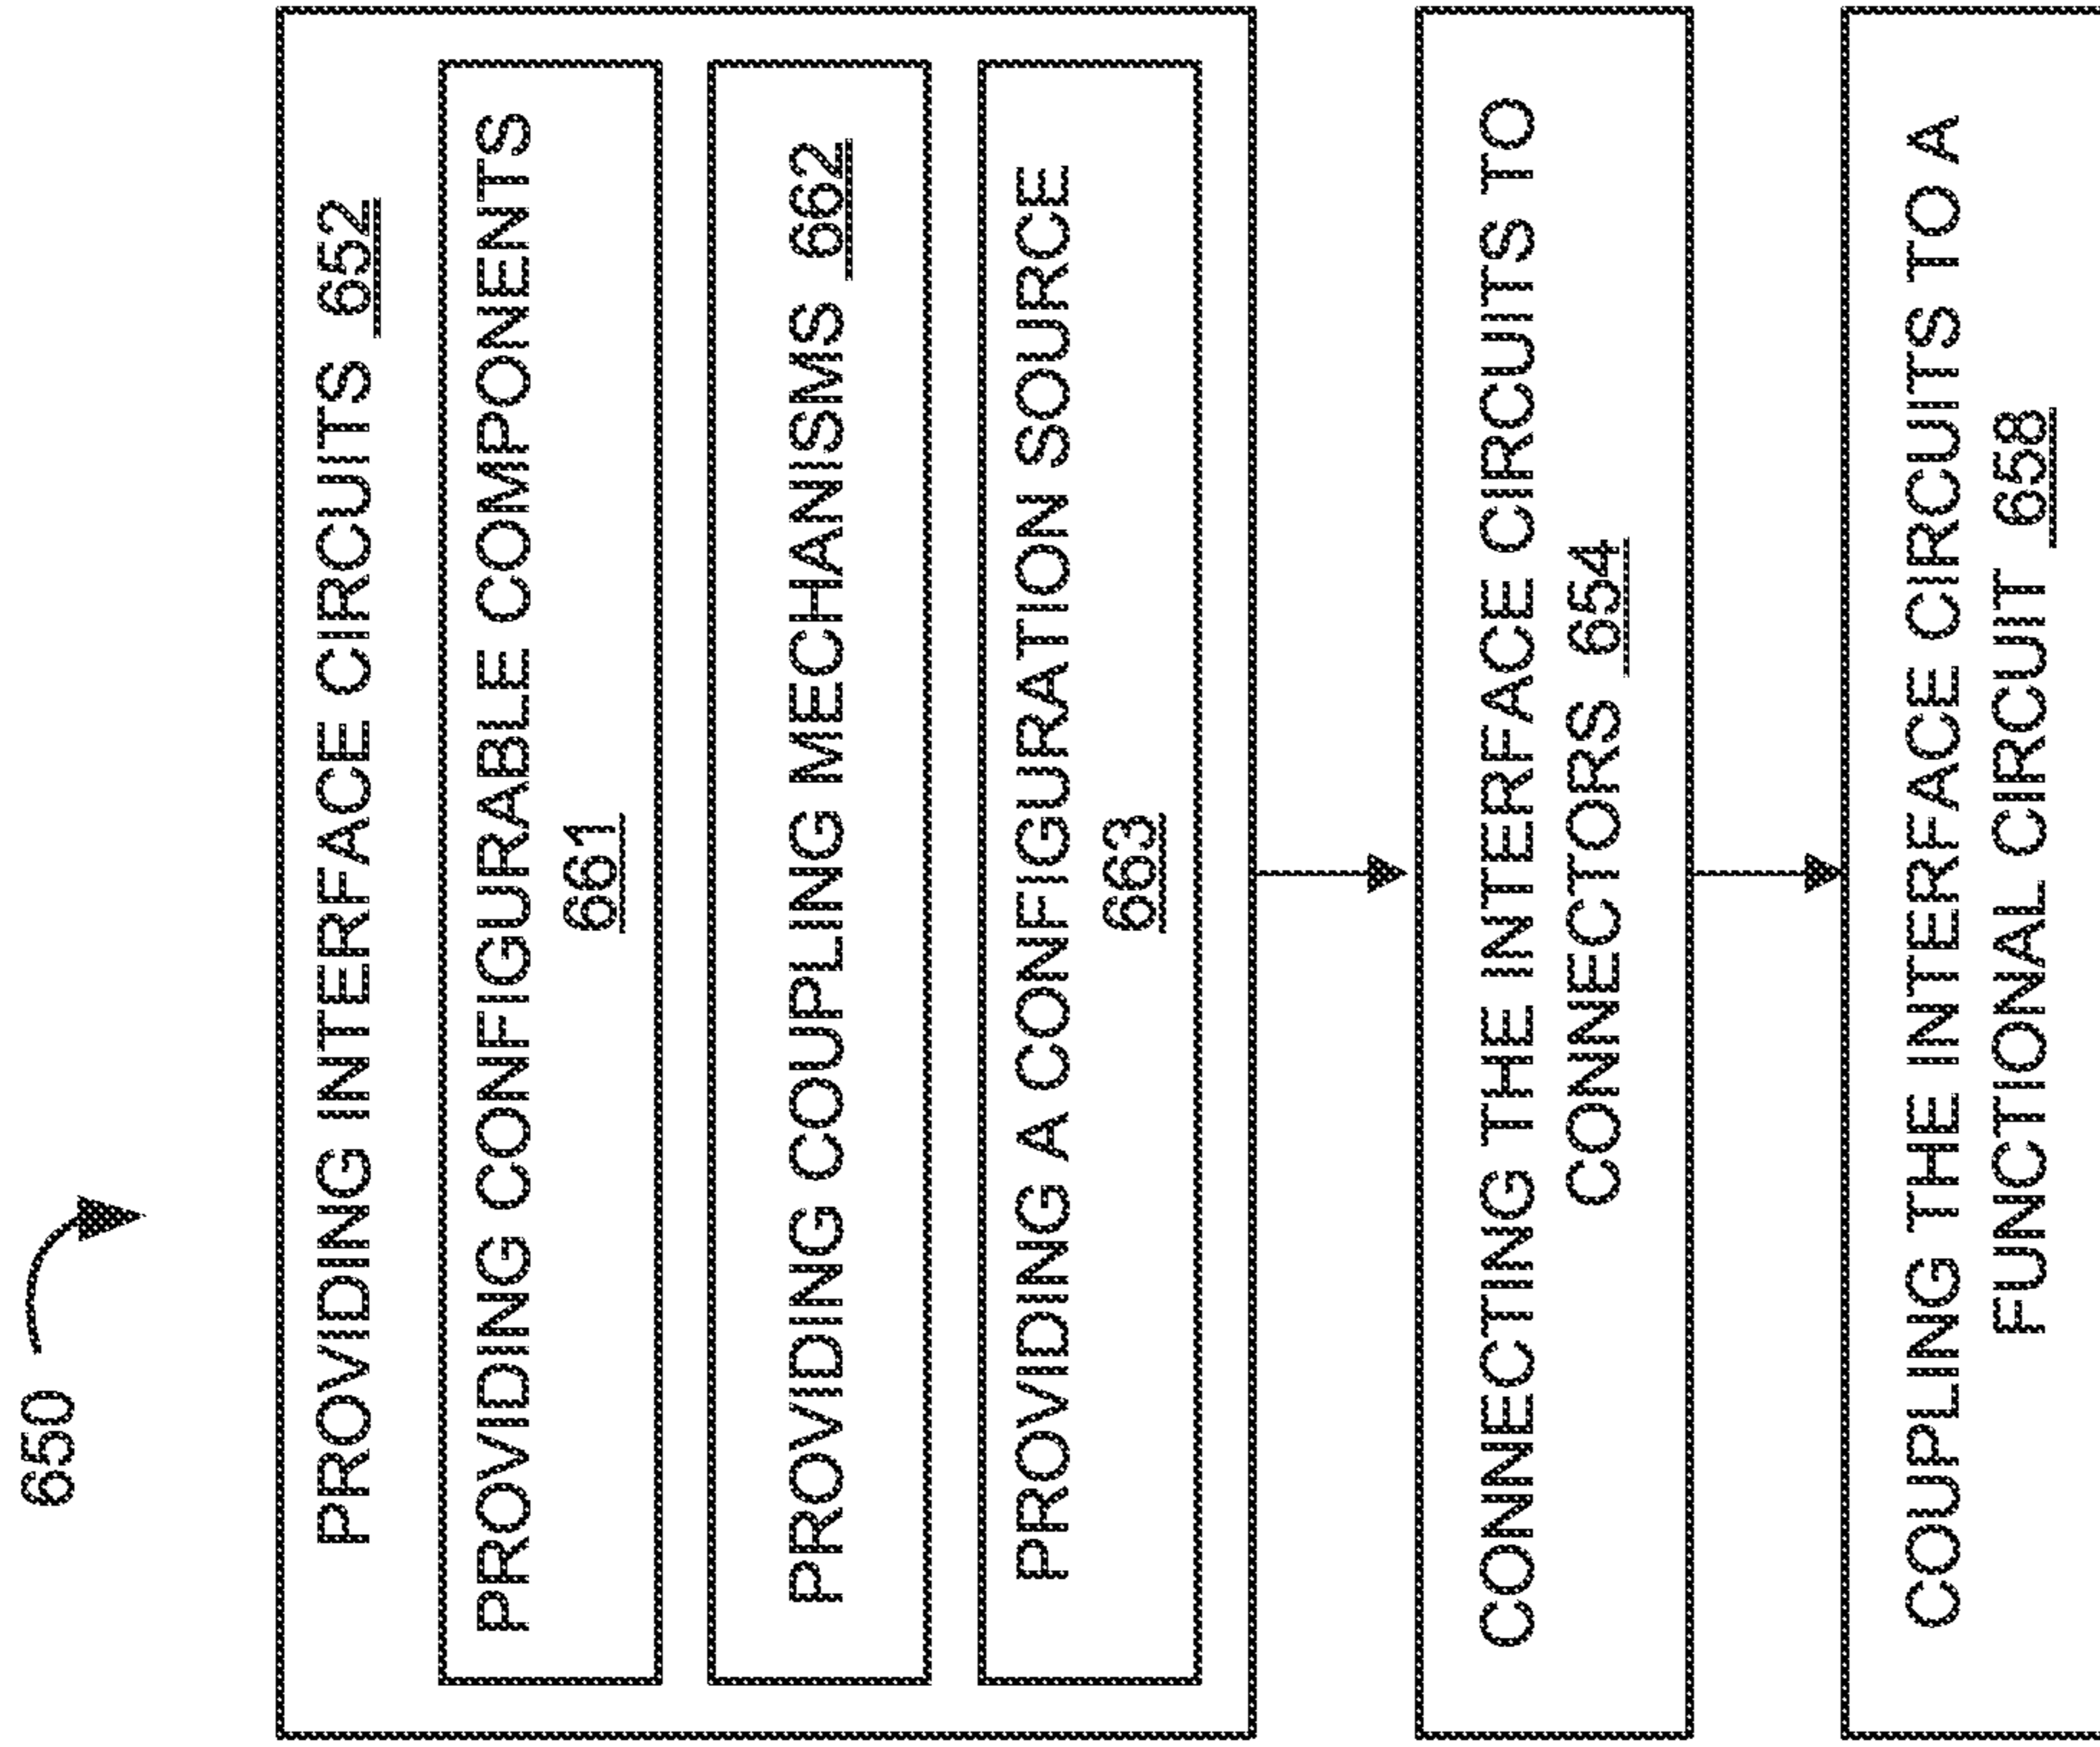 650
PROVIDING INTERFACE CIRCUITS 652
PROVIDING CONFIGURABLE COMPONENTS
661
PROVIDING COUPLING MECHANISMS 662
PROVIDING A CONFIGURATION SOURCE
663
CONNECTING THE INTERFACE CIRCUITS TO
CONNECTORS 654
COUPLING THE INTERFACE CIRCUITS TO A
FUNCTIONAL CIRCUIT 658